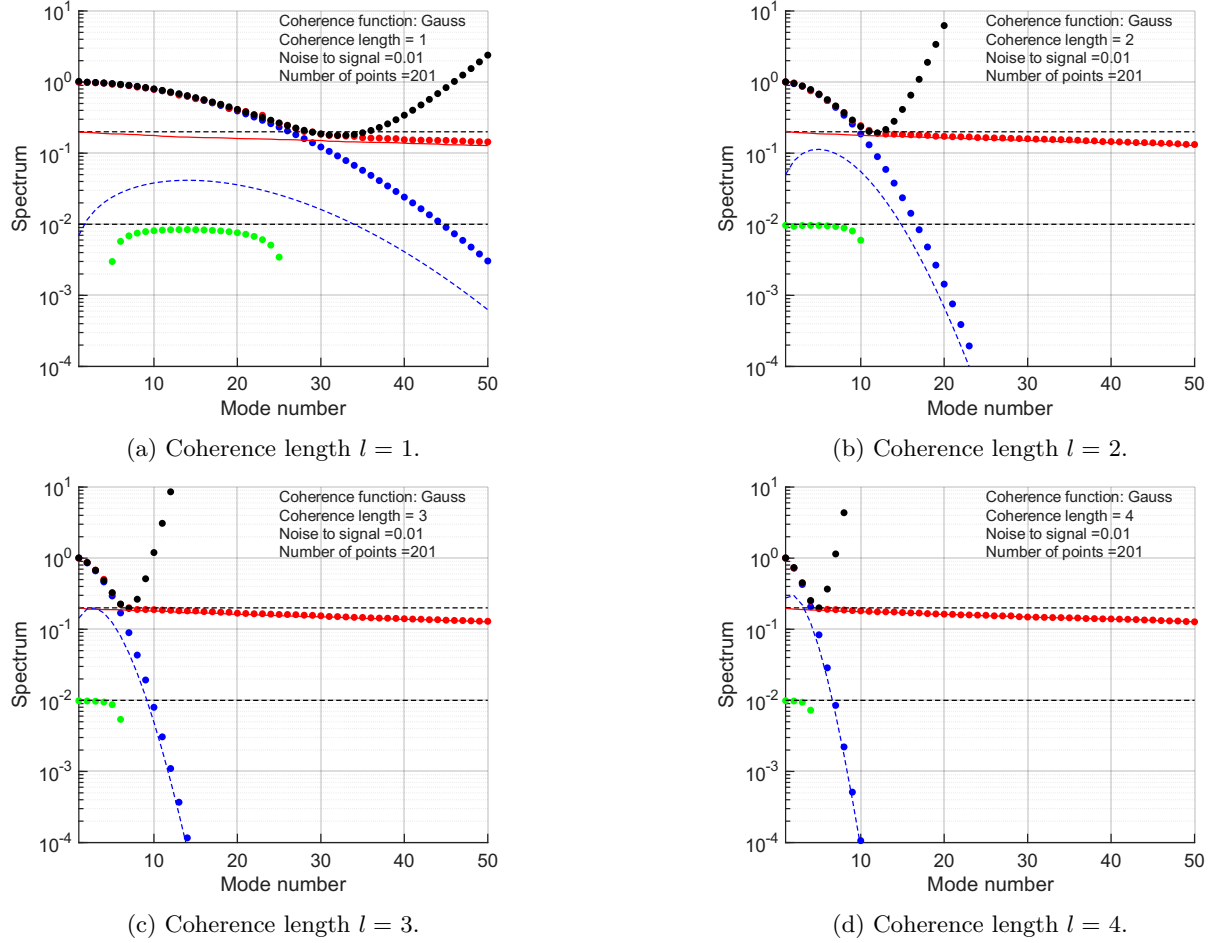 10^1
10^0
10^-1
10^-2
10^-3
10^-4
Spectrum
Coherence function: Gauss
Coherence length = 1
Noise to signal =0.01
Number of points =201
10 20 30 40 50
Mode number
(a) Coherence length l = 1.
10^1
10^0
10^-1
10^-2
10^-3
10^-4
Spectrum
Coherence function: Gauss
Coherence length = 2
Noise to signal =0.01
Number of points =201
10 20 30 40 50
Mode number
(b) Coherence length l = 2.
10^1
10^0
10^-1
10^-2
10^-3
10^-4
Spectrum
Coherence function: Gauss
Coherence length = 3
Noise to signal =0.01
Number of points =201
10 20 30 40 50
Mode number
(c) Coherence length l = 3.
10^1
10^0
10^-1
10^-2
10^-3
10^-4
Spectrum
Coherence function: Gauss
Coherence length = 4
Noise to signal =0.01
Number of points =201
10 20 30 40 50
Mode number
(d) Coherence length l = 4.